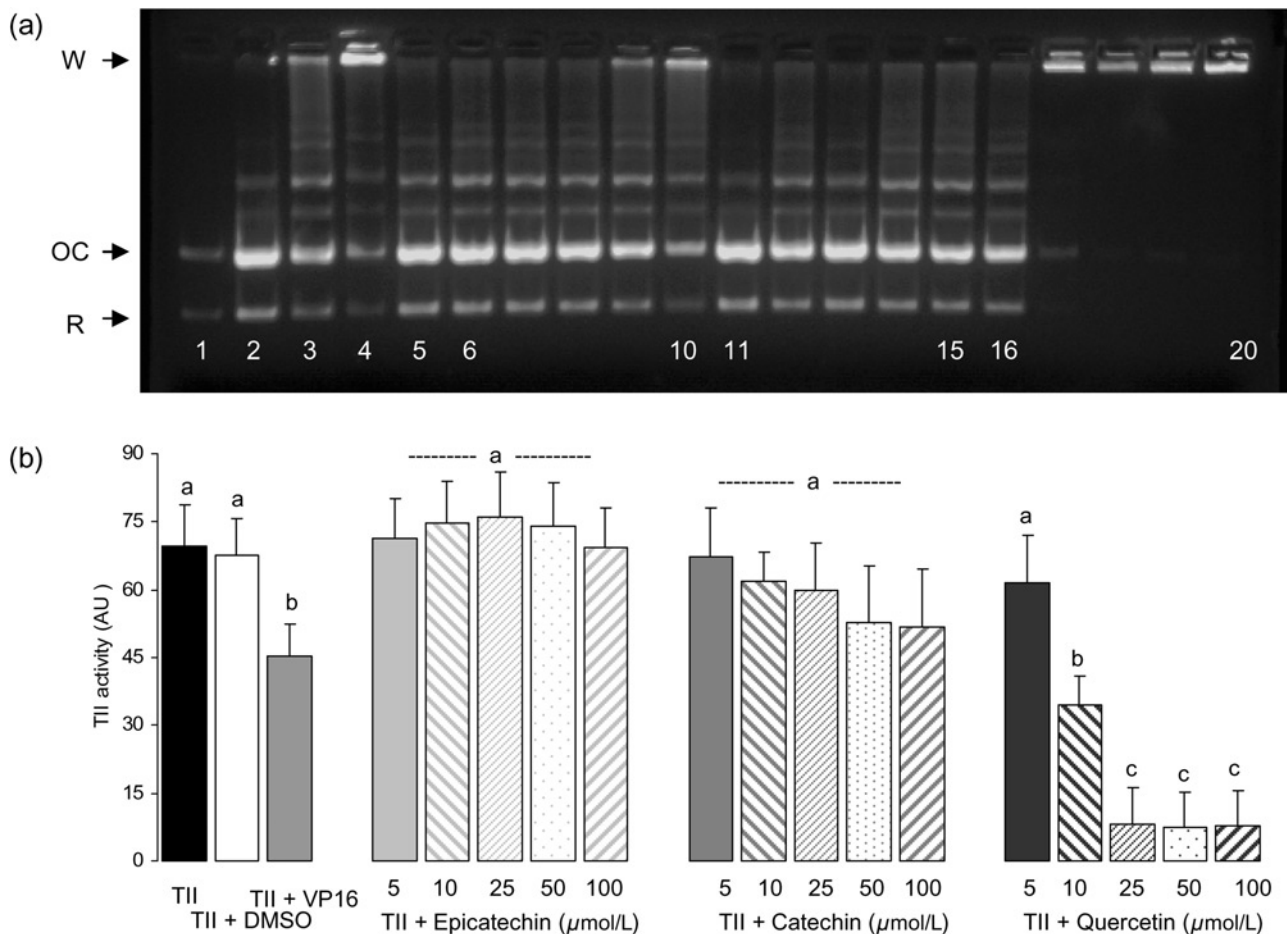 (a)
W
OC
R
1 2 3 4 5 6 10 11 15 16 20
(b)
TII activity (AU)
90
75
60
45
30
15
0
a a b a a a b c c c
TII TII + DMSO TII + VP16
5 10 25 50 100 5 10 25 50 100 5 10 25 50 100
TII + Epicatechin (µmol/L) TII + Catechin (µmol/L) TII + Quercetin (µmol/L)